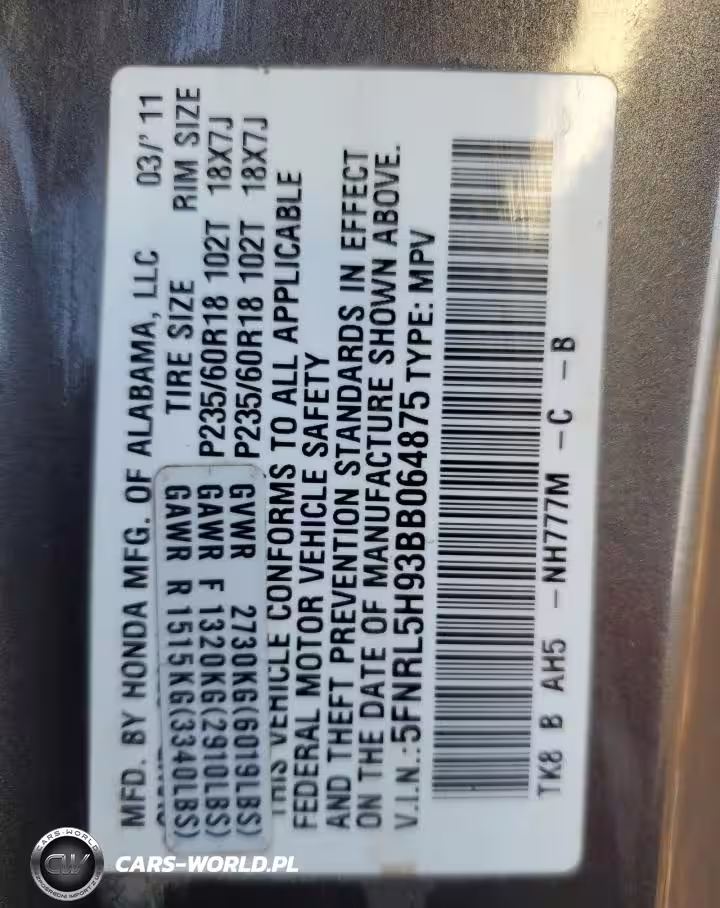 MFD. BY HONDA MFG. OF ALABAMA, LLC 03/'11
TIRE SIZE RIM SIZE
GVWR 2730KG(6019LBS)
GAWR F 1320KG(2910LBS) P235/60R18 102T 18X7J
GAWR R 1515KG(3340LBS) P235/60R18 102T 18X7J
THIS VEHICLE CONFORMS TO ALL APPLICABLE
FEDERAL MOTOR VEHICLE SAFETY
AND THEFT PREVENTION STANDARDS IN EFFECT
ON THE DATE OF MANUFACTURE SHOWN ABOVE.
V.I.N.:5FNRL5H93BB064875 TYPE: MPV
TK8 B AH5 -NH777M -C -B
CARS-WORLD
CW
CARS-WORLD.PL